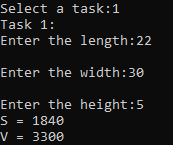 Select a task:1
Task 1:
Enter the length:22
Enter the width:30
Enter the height:5
S = 1840
V = 3300